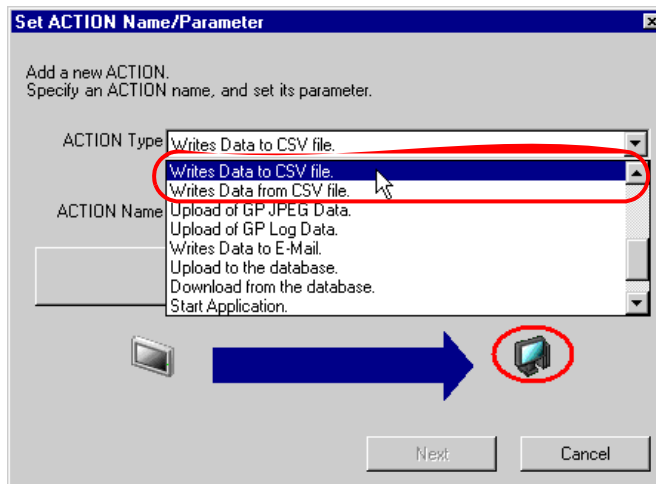 Set ACTION Name/Parameter
Add a new ACTION.
Specify an ACTION name, and set its parameter.
ACTION Type
Writes Data to CSV file.
Writes Data to CSV file.
Writes Data from CSV file.
ACTION Name
Upload of GP JPEG Data.
Upload of GP Log Data.
Writes Data to E-Mail.
Upload to the database.
Download from the database.
Start Application.
Next
Cancel